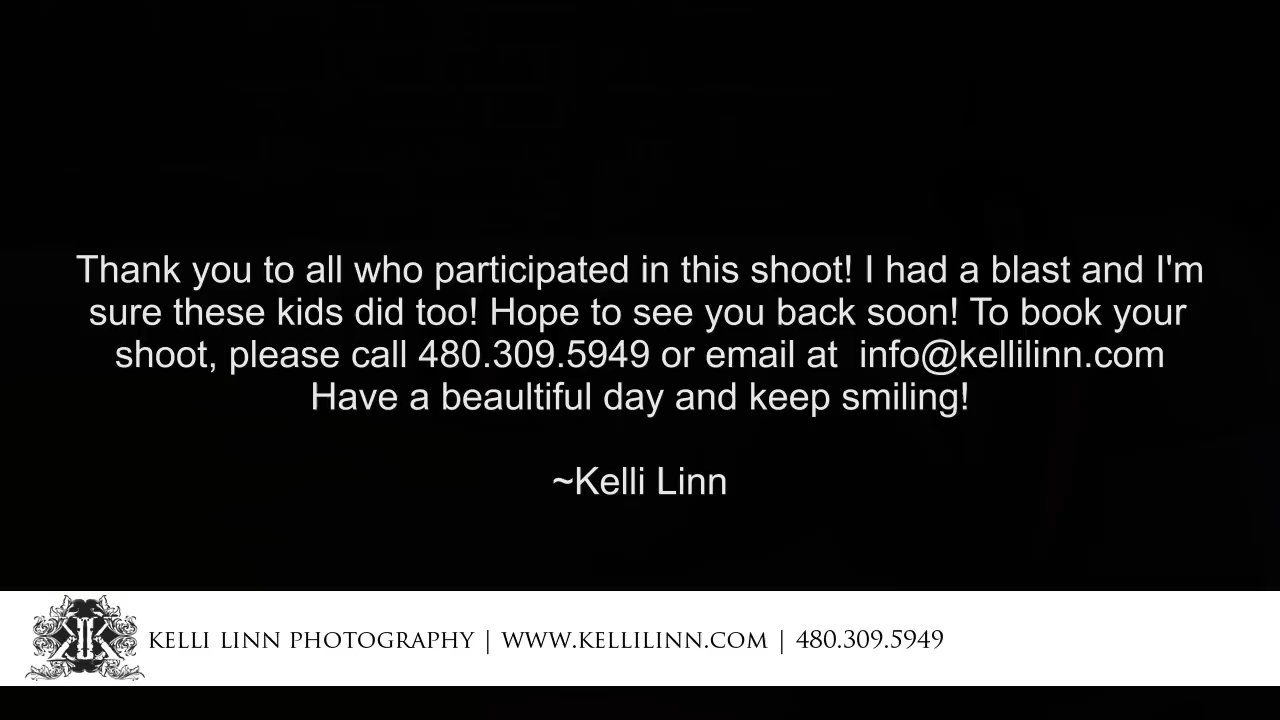 Thank you to all who participated in this shoot! I had a blast and I'm
sure these kids did too! Hope to see you back soon! To book your
shoot, please call 480.309.5949 or email at  info@kellilinn.com
Have a beaultiful day and keep smiling!
~Kelli Linn
KELLI LINN PHOTOGRAPHY | WWW.KELLILINN.COM | 480.309.5949